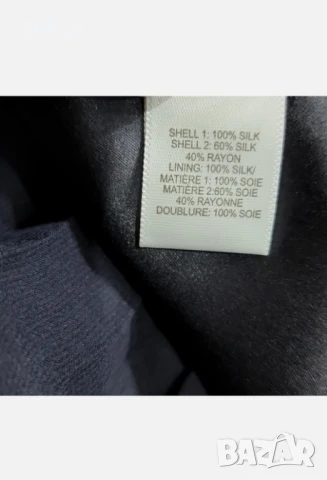 SHELL 1: 100% SILK
SHELL 2: 60% SILK
40% RAYON
LINING: 100% SILK/
MATIÈRE 1: 100% SOIE
MATIÈRE 2:60% SOIE
40% RAYONNE
DOUBLURE: 100% SOIE
bazar